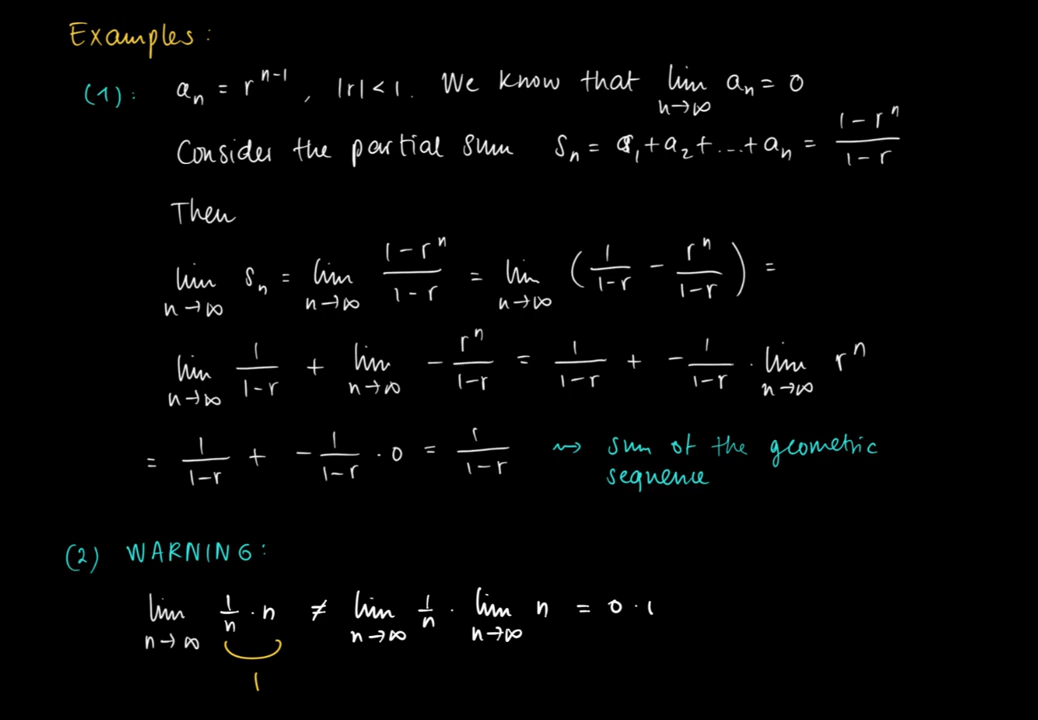 Examples:
(1): aₙ = rⁿ⁻¹, |r| < 1. We know that lim_{n→∞} aₙ = 0
Consider the partial sum sₙ = a₁ + a₂ + ... + aₙ = (1 - rⁿ)/(1 - r)
Then
lim_{n→∞} sₙ = lim_{n→∞} (1 - rⁿ)/(1 - r) = lim_{n→∞} (1/(1 - r) - rⁿ/(1 - r)) =
lim_{n→∞} 1/(1 - r) + lim_{n→∞} - rⁿ/(1 - r) = 1/(1 - r) + - 1/(1 - r) · lim_{n→∞} rⁿ
= 1/(1 - r) + - 1/(1 - r) · 0 = 1/(1 - r) ⇝ sum of the geometric
sequence
(2) WARNING:
lim_{n→∞} 1/n · n ≠ lim_{n→∞} 1/n · lim_{n→∞} n = 0 · 1
1